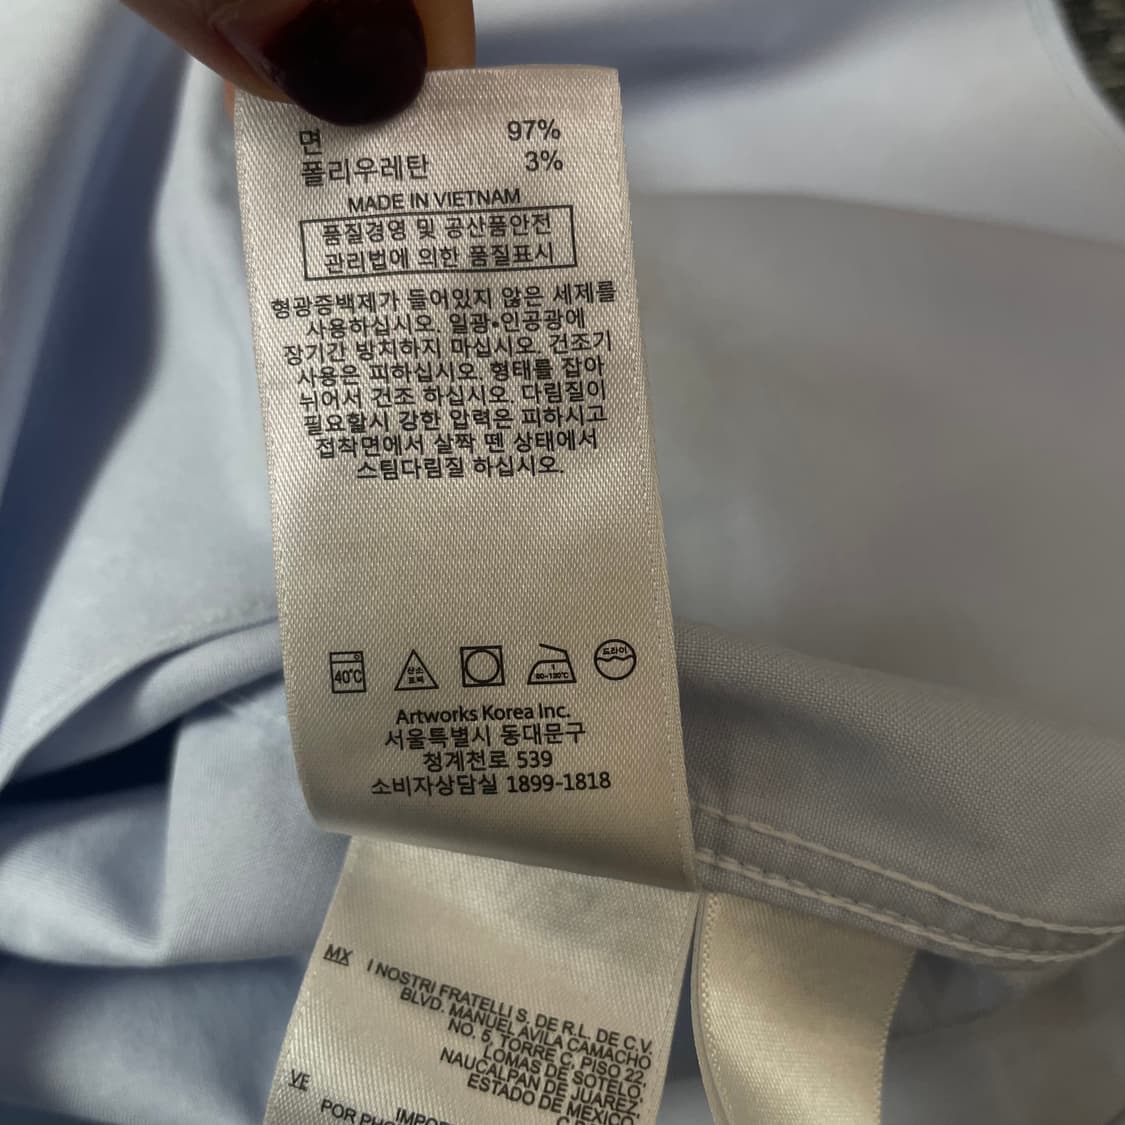 면 97%
폴리우레탄 3%
MADE IN VIETNAM
품질경영 및 공산품안전
관리법에 의한 품질표시
형광증백제가 들어있지 않은 세제를
사용하십시오. 일광•인공광에
장기간 방치하지 마십시오. 건조기
사용은 피하십시오. 형태를 잡아
뉘어서 건조 하십시오. 다림질이
필요할시 강한 압력은 피하시고
접착면에서 살짝 뗀 상태에서
스팀다림질 하십시오.
40℃
산소
표백
1
80~120℃
드라이
Artworks Korea Inc.
서울특별시 동대문구
청계천로 539
소비자상담실 1899-1818
MX I NOSTRI FRATELLI S. DE R.L. DE C.V.
BLVD. MANUEL AVILA CAMACHO
NO. 5, TORRE C, PISO 22,
LOMAS DE SOTELO,
NAUCALPAN DE JUAREZ,
ESTADO DE MEXICO,
VE
POR